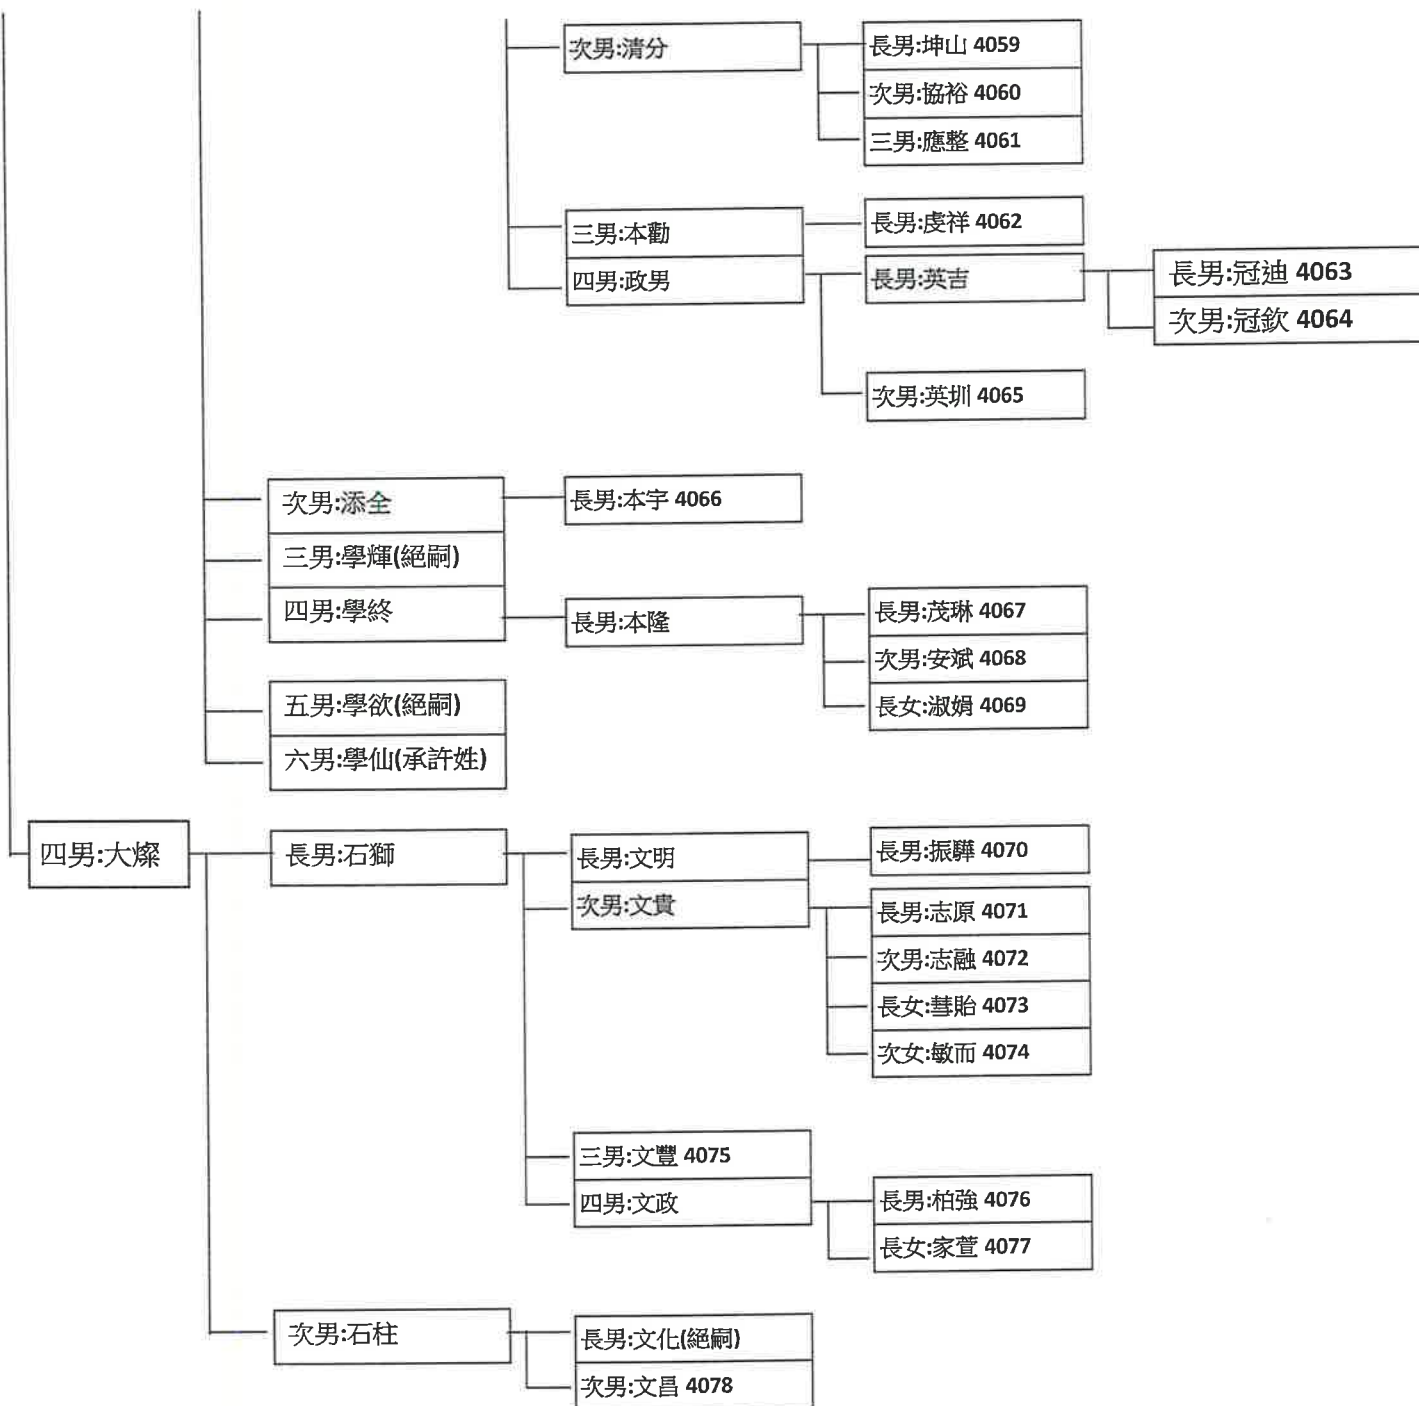 次男:清分
長男:坤山 4059
次男:協裕 4060
三男:應整 4061
三男:本勸
長男:虔祥 4062
四男:政男
長男:英吉
長男:冠迪 4063
次男:冠欽 4064
次男:英圳 4065
次男:添全
長男:本宇 4066
三男:學輝(絕嗣)
四男:學終
長男:本隆
長男:茂琳 4067
次男:安斌 4068
長女:淑娟 4069
五男:學欲(絕嗣)
六男:學仙(承許姓)
四男:大燦
長男:石獅
長男:文明
長男:振驊 4070
次男:文貴
長男:志原 4071
次男:志融 4072
長女:彗貽 4073
次女:敏而 4074
三男:文豐 4075
四男:文政
長男:柏強 4076
長女:家萱 4077
次男:石柱
長男:文化(絕嗣)
次男:文昌 4078